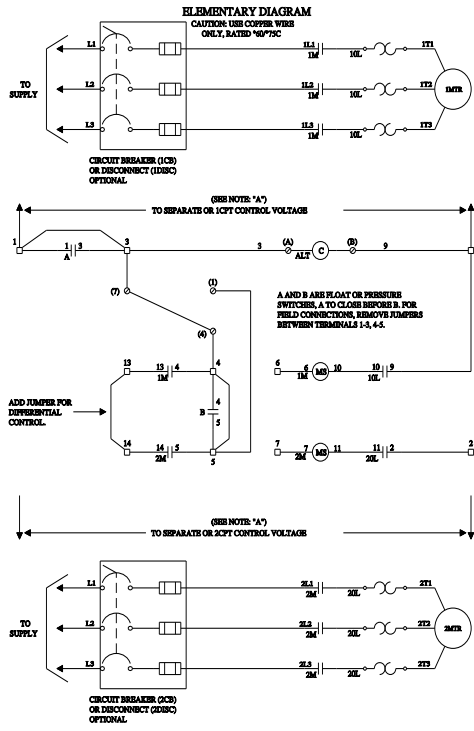 ELEMENTARY DIAGRAM
CAUTION: USE COPPER WIRE
ONLY, RATED °60/°75C
L1
1L1
1M
10L
1T1
TO
SUPPLY
L2
1L2
1M
10L
1T2
1MTR
L3
1L3
1M
10L
1T3
CIRCUIT BREAKER (1CB)
OR DISCONNECT (1DISC)
OPTIONAL
(SEE NOTE: "A")
TO SEPARATE OR 1CPT CONTROL VOLTAGE
1
1
3
A
3
3
(A)
ALT
C
(B)
9
(7)
(1)
(4)
A AND B ARE FLOAT OR PRESSURE
SWITCHES, A TO CLOSE BEFORE B. FOR
FIELD CONNECTIONS, REMOVE JUMPERS
BETWEEN TERMINALS 1-3, 4-5.
13
13
4
1M
4
6
6
1M
MS
10
10
9
10L
ADD JUMPER FOR
DIFFERENTIAL
CONTROL.
4
B
5
14
14
5
2M
5
7
7
2M
MS
11
11
2
20L
2
(SEE NOTE: "A")
TO SEPARATE OR 2CPT CONTROL VOLTAGE
L1
2L1
2M
20L
2T1
TO
SUPPLY
L2
2L2
2M
20L
2T2
2MTR
L3
2L3
2M
20L
2T3
CIRCUIT BREAKER (2CB)
OR DISCONNECT (2DISC)
OPTIONAL